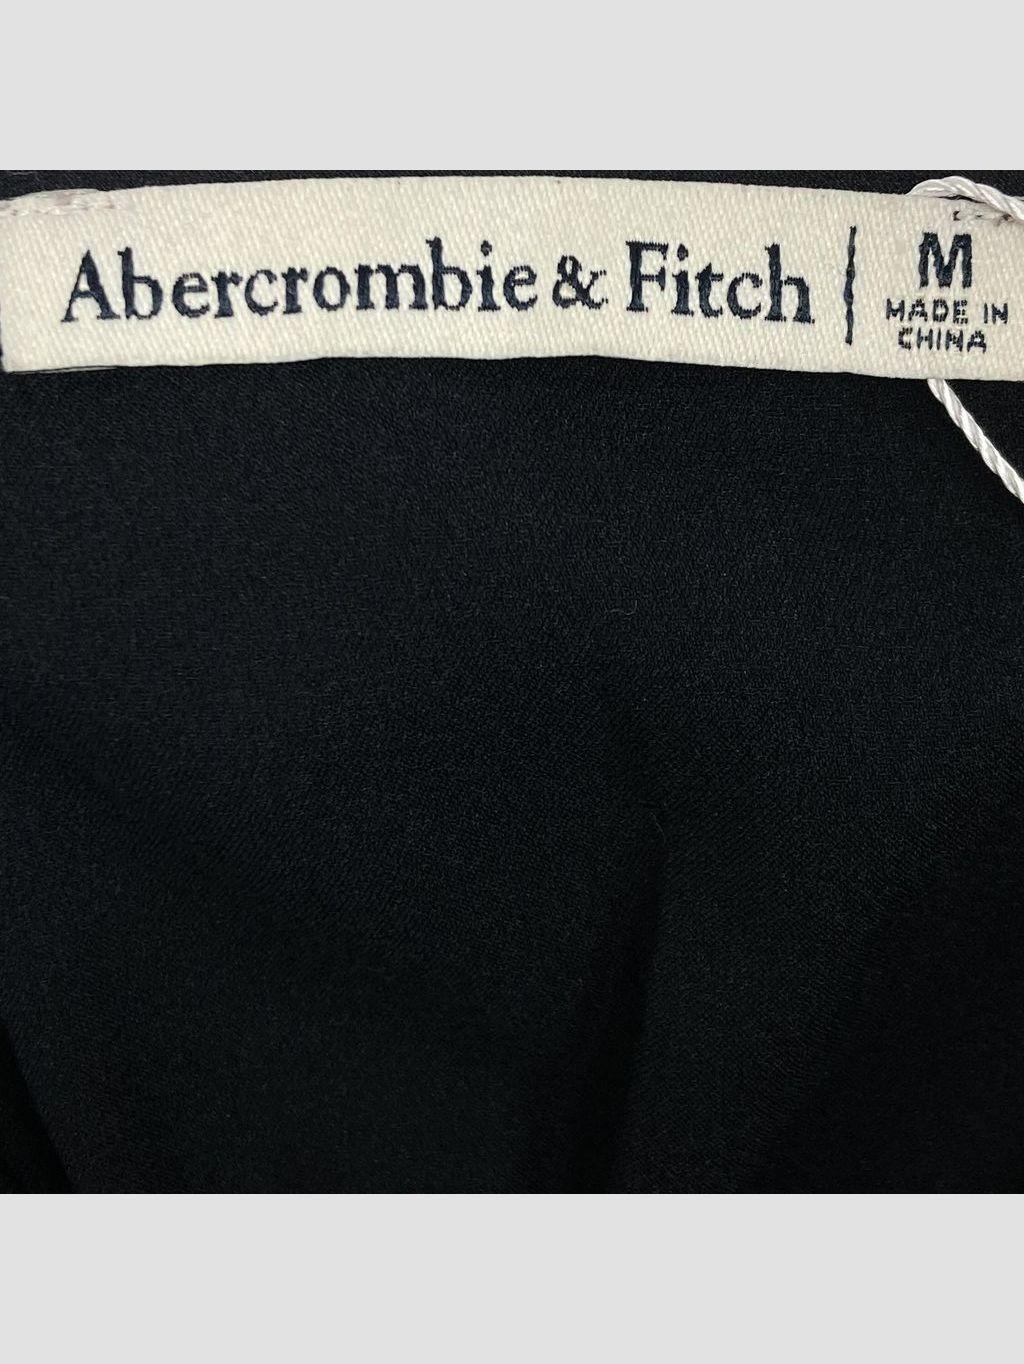 Abercrombie & Fitch | M
MADE IN
CHINA